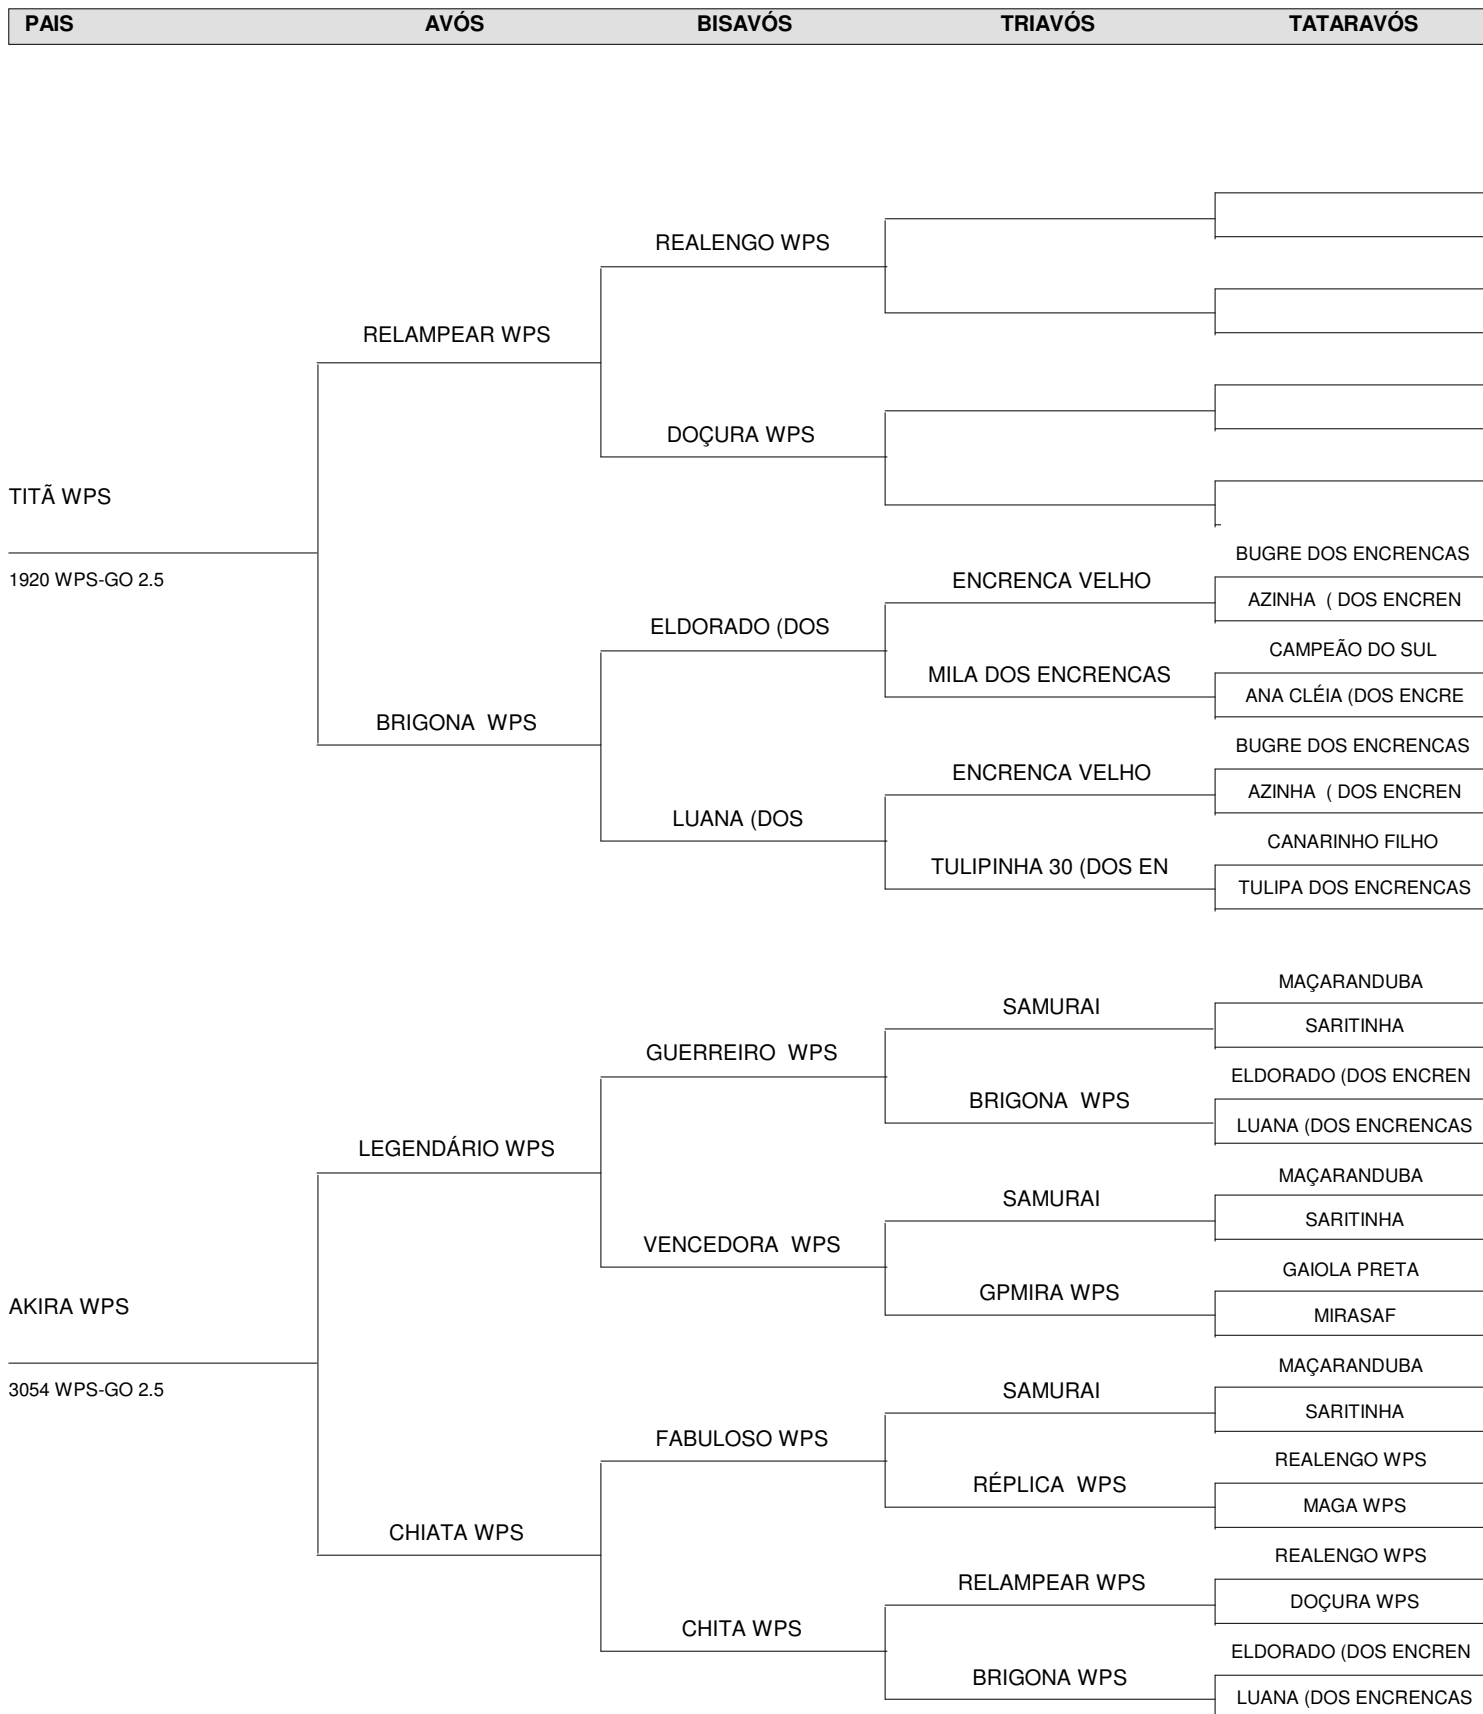 PAIS AVÓS BISAVÓS TRIAVÓS TATARAVÓS
REALENGO WPS
RELAMPEAR WPS
DOÇURA WPS
TITÃ WPS
BUGRE DOS ENCRENCAS
1920 WPS-GO 2.5
ENCRENCA VELHO
AZINHA ( DOS ENCREN
ELDORADO (DOS
CAMPEÃO DO SUL
MILA DOS ENCRENCAS
ANA CLÉIA (DOS ENCRE
BRIGONA WPS
BUGRE DOS ENCRENCAS
ENCRENCA VELHO
AZINHA ( DOS ENCREN
LUANA (DOS
CANARINHO FILHO
TULIPINHA 30 (DOS EN
TULIPA DOS ENCRENCAS
MAÇARANDUBA
SAMURAI
SARITINHA
GUERREIRO WPS
ELDORADO (DOS ENCREN
BRIGONA WPS
LUANA (DOS ENCRENCAS
LEGENDÁRIO WPS
MAÇARANDUBA
SAMURAI
SARITINHA
VENCEDORA WPS
GAIOLA PRETA
GPMIRA WPS
AKIRA WPS
MIRASAF
MAÇARANDUBA
3054 WPS-GO 2.5
SAMURAI
SARITINHA
FABULOSO WPS
REALENGO WPS
RÉPLICA WPS
MAGA WPS
CHIATA WPS
REALENGO WPS
RELAMPEAR WPS
DOÇURA WPS
CHITA WPS
ELDORADO (DOS ENCREN
BRIGONA WPS
LUANA (DOS ENCRENCAS